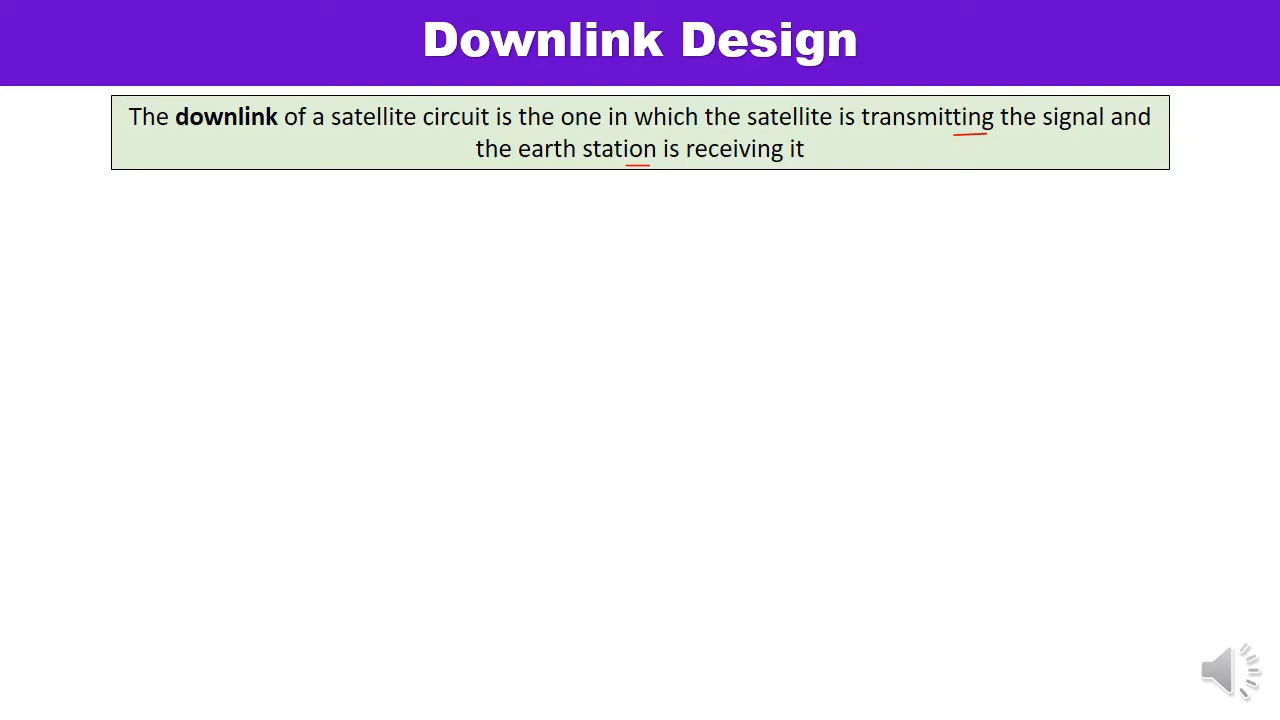 Downlink Design
The downlink of a satellite circuit is the one in which the satellite is transmitting the signal and
the earth station is receiving it